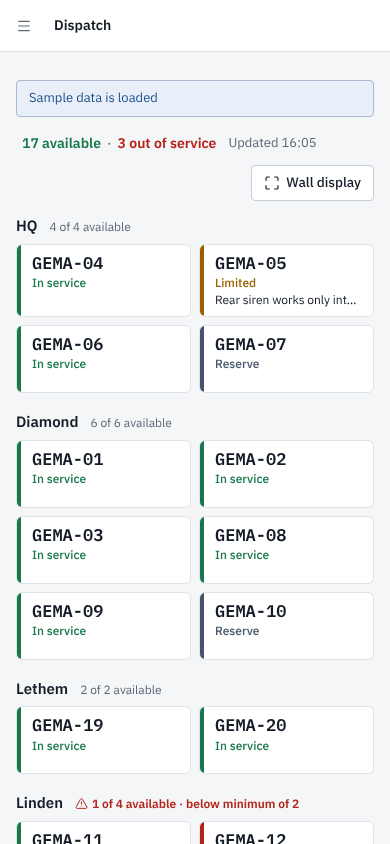 Dispatch
Sample data is loaded
17 available · 3 out of service Updated 16:05
Wall display
HQ 4 of 4 available
GEMA-04
In service
GEMA-05
Limited
Rear siren works only int...
GEMA-06
In service
GEMA-07
Reserve
Diamond 6 of 6 available
GEMA-01
In service
GEMA-02
In service
GEMA-03
In service
GEMA-08
In service
GEMA-09
In service
GEMA-10
Reserve
Lethem 2 of 2 available
GEMA-19
In service
GEMA-20
In service
Linden 1 of 4 available · below minimum of 2
GEMA-11
GEMA-12